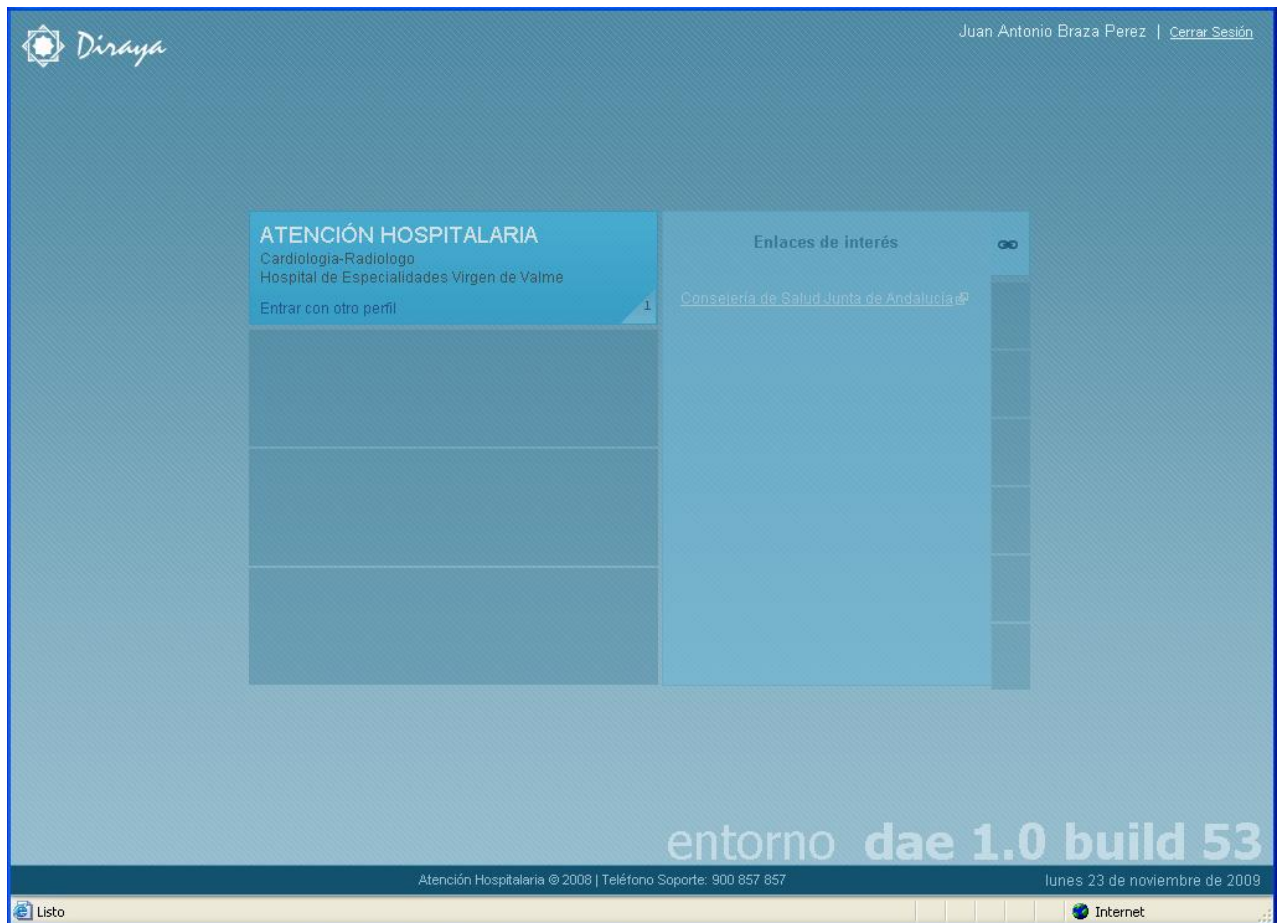 Diraya
Juan Antonio Braza Perez | Cerrar Sesión
ATENCIÓN HOSPITALARIA
Cardiologia-Radiologo
Hospital de Especialidades Virgen de Valme
Entrar con otro perfil
1
Enlaces de interés
Consejería de Salud Junta de Andalucía
entorno dae 1.0 build 53
Atención Hospitalaria © 2008 | Teléfono Soporte: 900 857 857
lunes 23 de noviembre de 2009
Listo
Internet